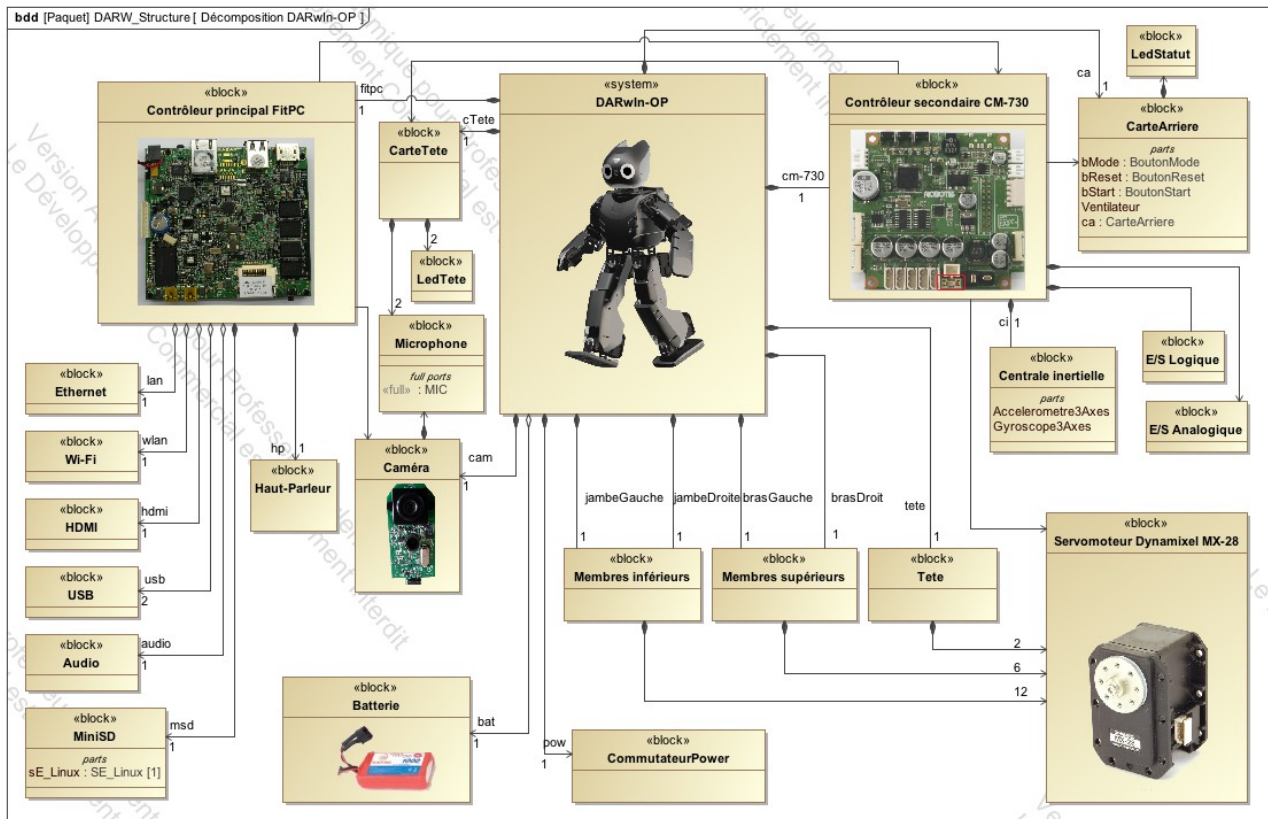 bdd [Paquet] DARW_Structure [ Décomposition DARwIn-OP ]
«block»
Contrôleur principal FitPC
fitpc
1
«system»
DARwIn-OP
«block»
Contrôleur secondaire CM-730
ROBOTIS
«block»
LedStatut
ca
1
«block»
CarteArriere
parts
bMode : BoutonMode
bReset : BoutonReset
bStart : BoutonStart
Ventilateur
ca : CarteArriere
cTete
1
«block»
CarteTete
cm-730
1
2
«block»
LedTete
2
«block»
Microphone
full ports
«full» : MIC
ci
1
«block»
Centrale inertielle
parts
Accelerometre3Axes
Gyroscope3Axes
«block»
E/S Logique
«block»
E/S Analogique
«block»
Ethernet
lan
1
«block»
Wi-Fi
wlan
1
«block»
HDMI
hdmi
1
«block»
USB
usb
2
«block»
Audio
audio
1
«block»
MiniSD
parts
sE_Linux : SE_Linux [1]
msd
1
hp
1
«block»
Haut-Parleur
«block»
Caméra
cam
1
jambeGauche
1
jambeDroite
1
brasGauche
1
brasDroit
1
tete
1
«block»
Membres inférieurs
«block»
Membres supérieurs
«block»
Tete
2
6
12
«block»
Servomoteur Dynamixel MX-28
«block»
Batterie
bat
1
pow
1
«block»
CommutateurPower